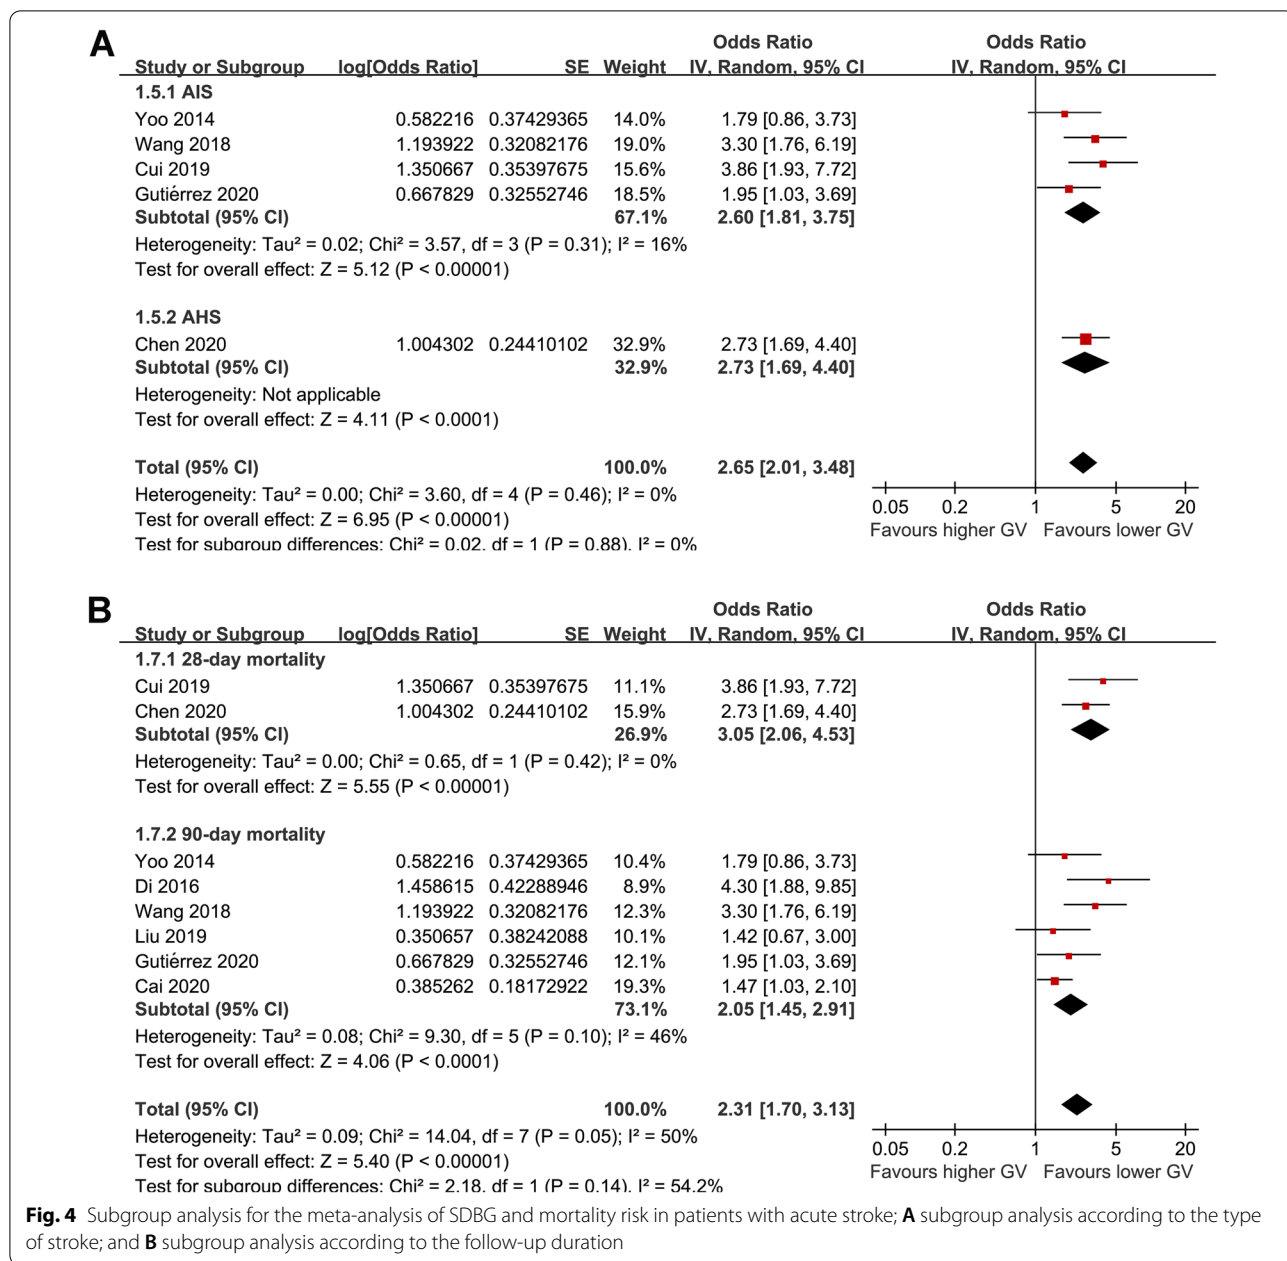 A
Odds Ratio Odds Ratio
Study or Subgroup log[Odds Ratio] SE Weight IV, Random, 95% CI IV, Random, 95% CI
1.5.1 AIS
Yoo 2014 0.582216 0.37429365 14.0% 1.79 [0.86, 3.73]
Wang 2018 1.193922 0.32082176 19.0% 3.30 [1.76, 6.19]
Cui 2019 1.350667 0.35397675 15.6% 3.86 [1.93, 7.72]
Gutiérrez 2020 0.667829 0.32552746 18.5% 1.95 [1.03, 3.69]
Subtotal (95% CI) 67.1% 2.60 [1.81, 3.75]
Heterogeneity: Tau² = 0.02; Chi² = 3.57, df = 3 (P = 0.31); I² = 16%
Test for overall effect: Z = 5.12 (P < 0.00001)
1.5.2 AHS
Chen 2020 1.004302 0.24410102 32.9% 2.73 [1.69, 4.40]
Subtotal (95% CI) 32.9% 2.73 [1.69, 4.40]
Heterogeneity: Not applicable
Test for overall effect: Z = 4.11 (P < 0.0001)
Total (95% CI) 100.0% 2.65 [2.01, 3.48]
Heterogeneity: Tau² = 0.00; Chi² = 3.60, df = 4 (P = 0.46); I² = 0%
0.05 0.2 1 5 20
Test for overall effect: Z = 6.95 (P < 0.00001)
Favours higher GV Favours lower GV
Test for subgroup differences: Chi² = 0.02, df = 1 (P = 0.88), I² = 0%
B
Odds Ratio Odds Ratio
Study or Subgroup log[Odds Ratio] SE Weight IV, Random, 95% CI IV, Random, 95% CI
1.7.1 28-day mortality
Cui 2019 1.350667 0.35397675 11.1% 3.86 [1.93, 7.72]
Chen 2020 1.004302 0.24410102 15.9% 2.73 [1.69, 4.40]
Subtotal (95% CI) 26.9% 3.05 [2.06, 4.53]
Heterogeneity: Tau² = 0.00; Chi² = 0.65, df = 1 (P = 0.42); I² = 0%
Test for overall effect: Z = 5.55 (P < 0.00001)
1.7.2 90-day mortality
Yoo 2014 0.582216 0.37429365 10.4% 1.79 [0.86, 3.73]
Di 2016 1.458615 0.42288946 8.9% 4.30 [1.88, 9.85]
Wang 2018 1.193922 0.32082176 12.3% 3.30 [1.76, 6.19]
Liu 2019 0.350657 0.38242088 10.1% 1.42 [0.67, 3.00]
Gutiérrez 2020 0.667829 0.32552746 12.1% 1.95 [1.03, 3.69]
Cai 2020 0.385262 0.18172922 19.3% 1.47 [1.03, 2.10]
Subtotal (95% CI) 73.1% 2.05 [1.45, 2.91]
Heterogeneity: Tau² = 0.08; Chi² = 9.30, df = 5 (P = 0.10); I² = 46%
Test for overall effect: Z = 4.06 (P < 0.0001)
Total (95% CI) 100.0% 2.31 [1.70, 3.13]
Heterogeneity: Tau² = 0.09; Chi² = 14.04, df = 7 (P = 0.05); I² = 50%
0.05 0.2 1 5 20
Test for overall effect: Z = 5.40 (P < 0.00001)
Favours higher GV Favours lower GV
Test for subgroup differences: Chi² = 2.18, df = 1 (P = 0.14), I² = 54.2%
Fig. 4 Subgroup analysis for the meta-analysis of SDBG and mortality risk in patients with acute stroke; A subgroup analysis according to the type
of stroke; and B subgroup analysis according to the follow-up duration